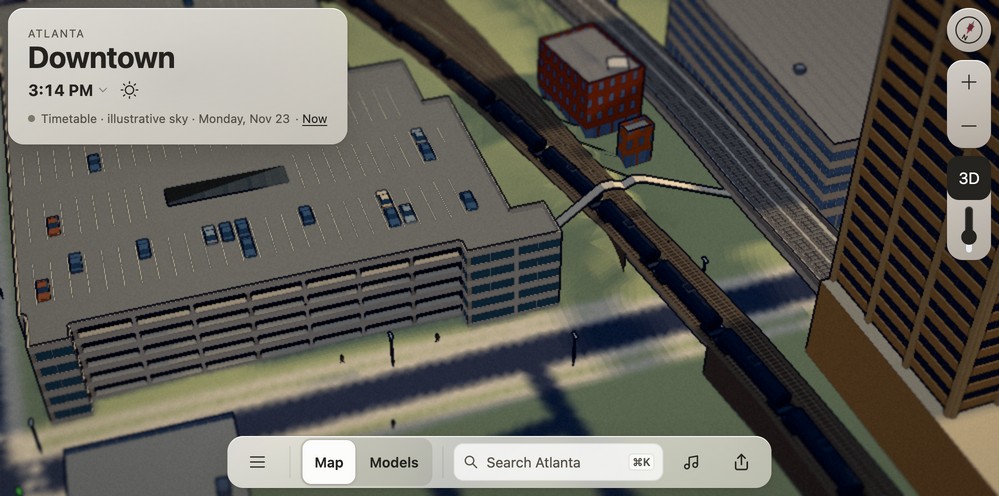 ATLANTA
Downtown
3:14 PM
Timetable · illustrative sky · Monday, Nov 23 · Now
N
3D
Map
Models
Search Atlanta
⌘K